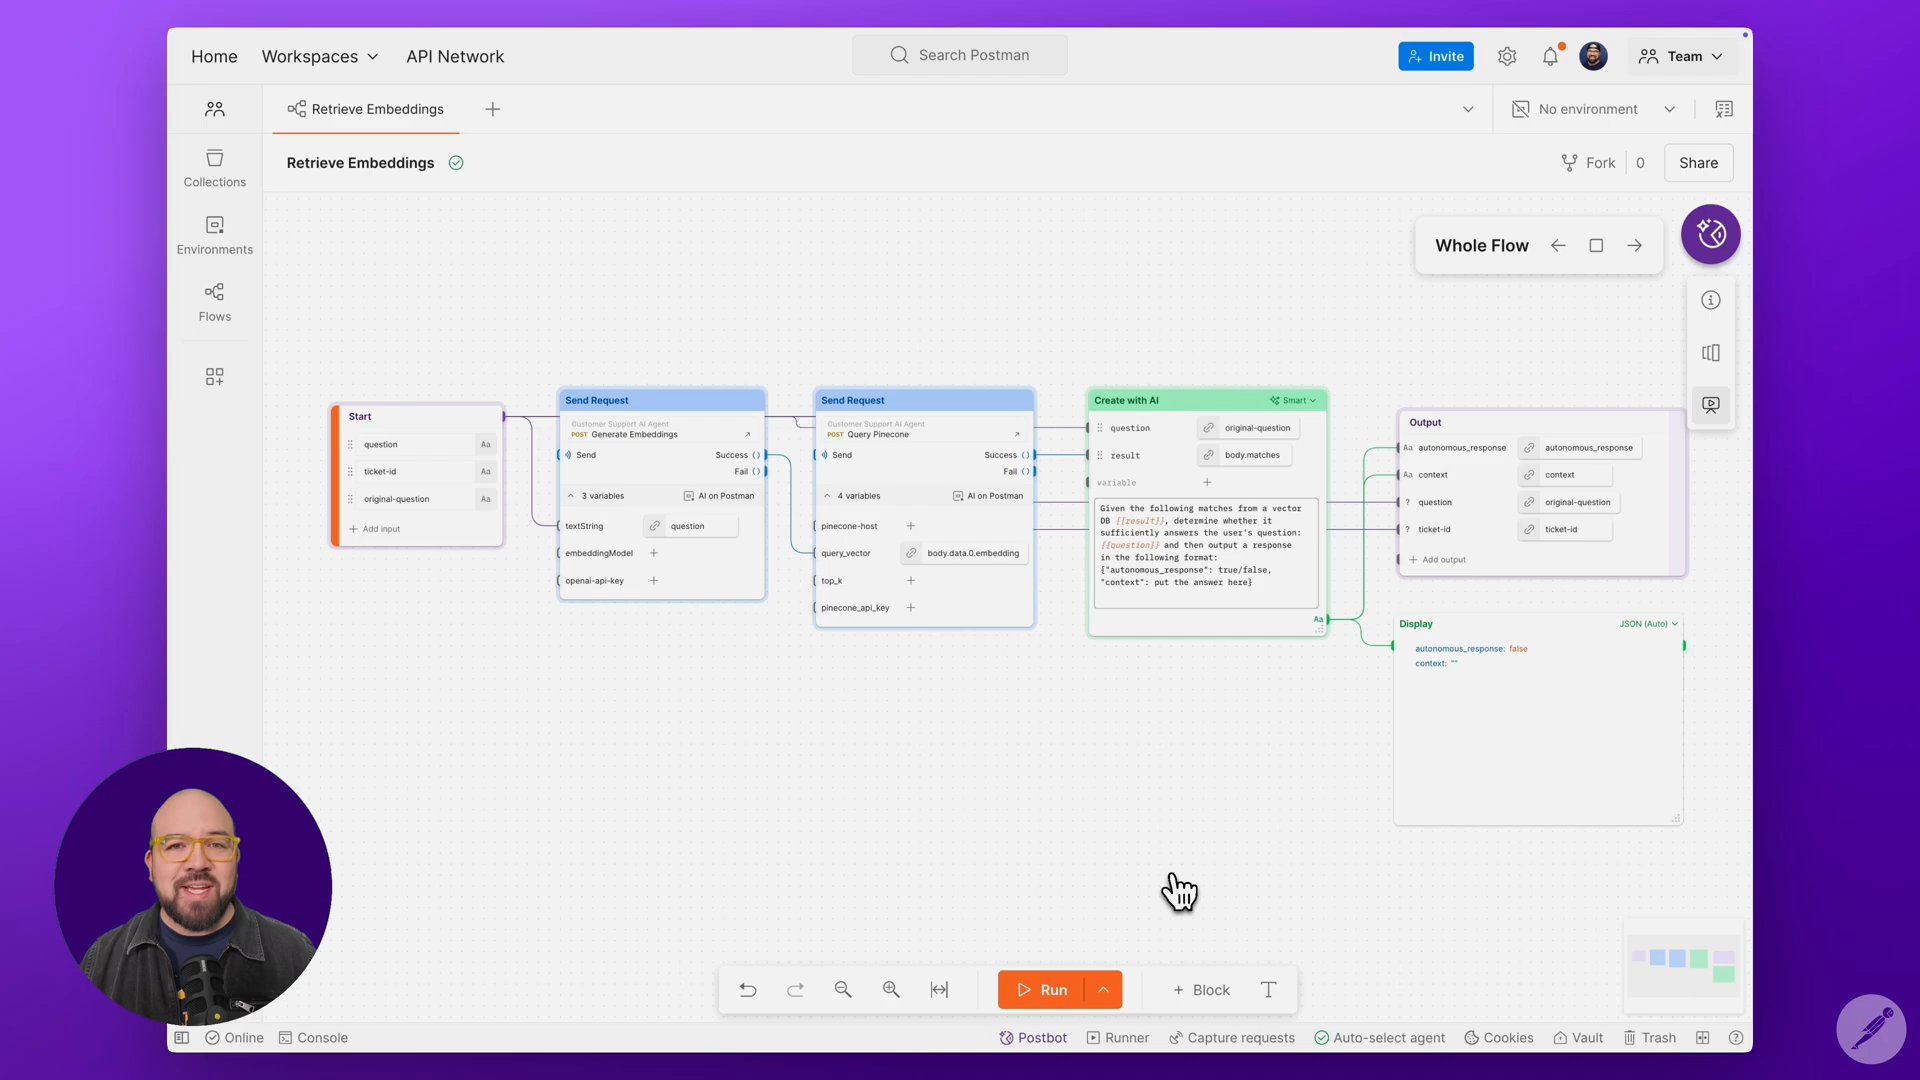 Home
Workspaces
API Network
Search Postman
Invite
Team
Retrieve Embeddings
No environment
Retrieve Embeddings
Fork
0
Share
Collections
Environments
Flows
Whole Flow
Start
question
Aa
ticket-id
Aa
original-question
Aa
Add input
Send Request
Customer Support AI Agent
POST Generate Embeddings
Send
Success
Fail
3 variables
AI on Postman
textString
question
embeddingModel
openai-api-key
Send Request
Customer Support AI Agent
POST Query Pinecone
Send
Success
Fail
4 variables
AI on Postman
pinecone-host
query_vector
body.data.0.embedding
top_k
pinecone_api_key
Create with AI
Smart
question
original-question
result
body.matches
variable
Given the following matches from a vector
DB {{result}}, determine whether it
sufficiently answers the user's question:
{{question}} and then output a response
in the following format:
{"autonomous_response": true/false,
"context": put the answer here}
Aa
Output
Aa autonomous_response
autonomous_response
Aa context
context
? question
original-question
? ticket-id
ticket-id
Add output
Display
JSON (Auto)
autonomous_response: false
context: ""
Run
Block
Online
Console
Postbot
Runner
Capture requests
Auto-select agent
Cookies
Vault
Trash